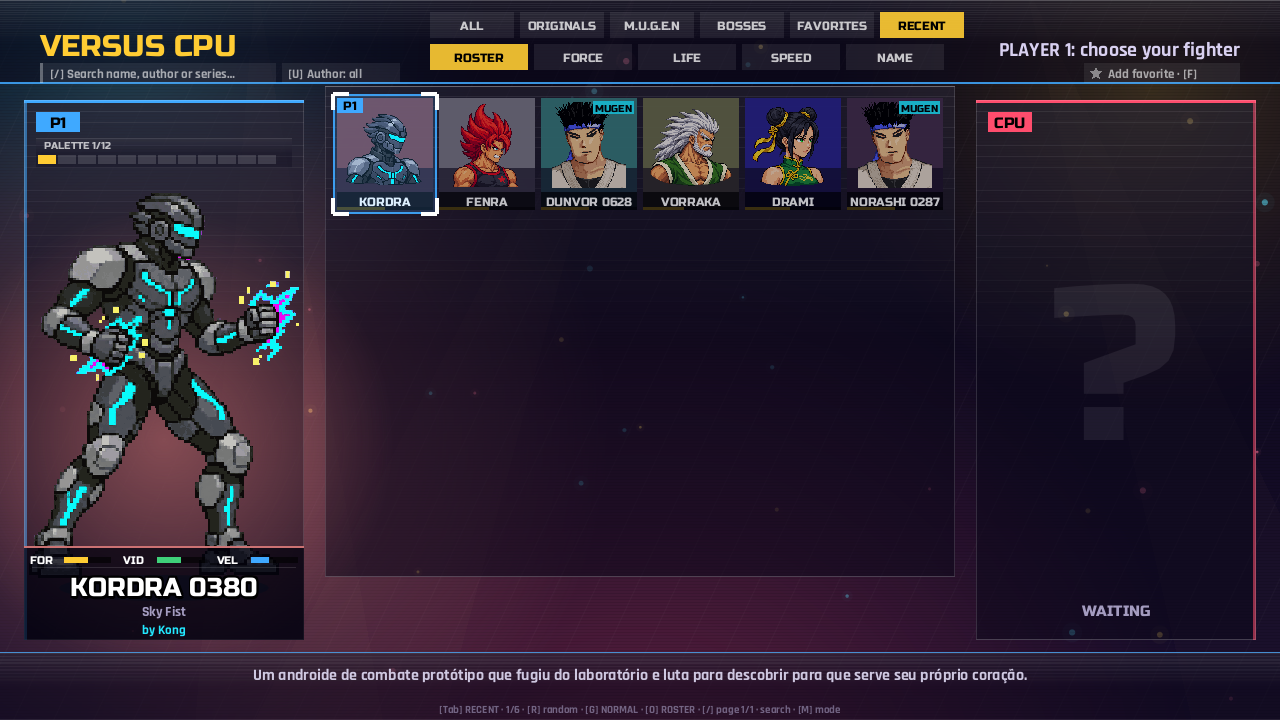 VERSUS CPU
[/] Search name, author or series...
[U] Author: all
ALL
ORIGINALS
M.U.G.E.N
BOSSES
FAVORITES
RECENT
ROSTER
FORCE
LIFE
SPEED
NAME
PLAYER 1: choose your fighter
Add favorite · [F]
P1
PALETTE 1/12
P1
KORDRA
FENRA
MUGEN
DUNVOR 0628
VORRAKA
DRAMI
MUGEN
NORASHI 0287
CPU
?
WAITING
FOR
VID
VEL
KORDRA 0380
Sky Fist
by Kong
Um androide de combate protótipo que fugiu do laboratório e luta para descobrir para que serve seu próprio coração.
[Tab] RECENT · 1/6 · [R] random · [G] NORMAL · [O] ROSTER · [/] page 1/1 · search · [M] mode